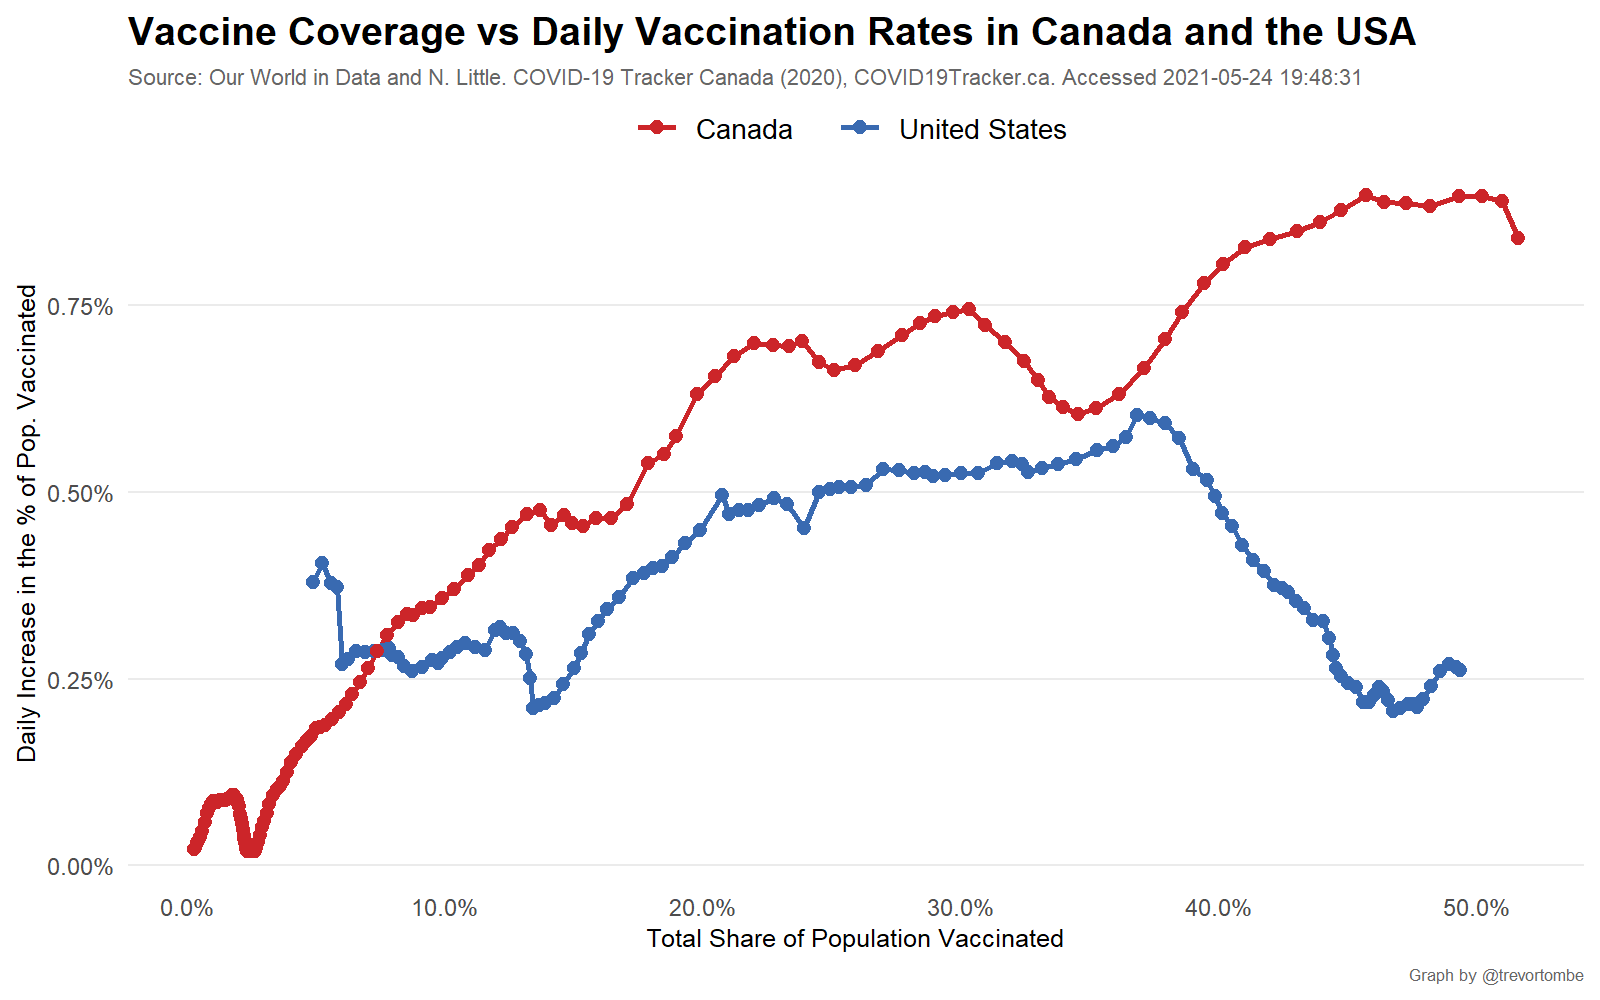 Vaccine Coverage vs Daily Vaccination Rates in Canada and the USA
Source: Our World in Data and N. Little. COVID-19 Tracker Canada (2020), COVID19Tracker.ca. Accessed 2021-05-24 19:48:31
Canada
United States
Daily Increase in the % of Pop. Vaccinated
0.75%
0.50%
0.25%
0.00%
0.0%
10.0%
20.0%
30.0%
40.0%
50.0%
Total Share of Population Vaccinated
Graph by @trevortombe